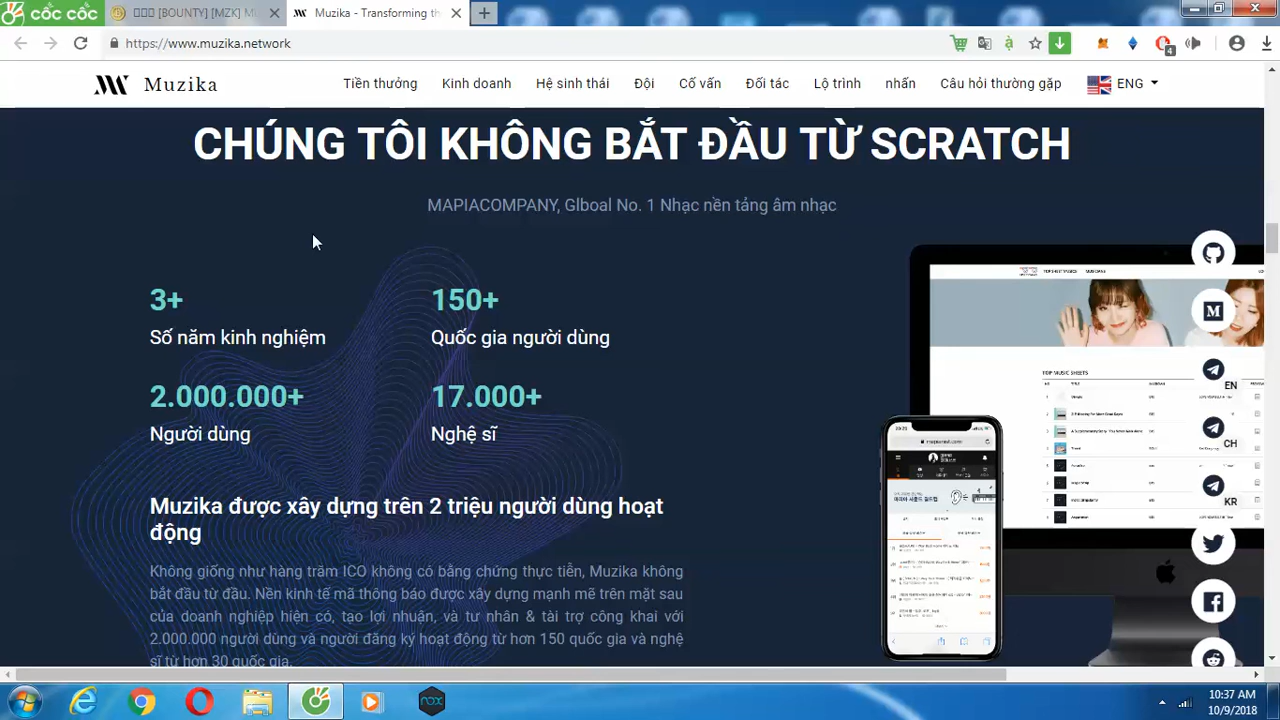 cốc cốc
[BOUNTY] [MZK] M
Muzika - Transforming th
https://www.muzika.network
4
Muzika
Tiền thưởng
Kinh doanh
Hệ sinh thái
Đội
Cố vấn
Đối tác
Lộ trình
nhấn
Câu hỏi thường gặp
ENG
CHÚNG TÔI KHÔNG BẮT ĐẦU TỪ SCRATCH
MAPIACOMPANY, Glboal No. 1 Nhạc nền tảng âm nhạc
3+
Số năm kinh nghiệm
150+
Quốc gia người dùng
2.000.000+
Người dùng
17.000+
Nghệ sĩ
Muzika được xây dựng trên 2 triệu người dùng hoạt
động
Không giống như hàng trăm ICO không có bằng chứng thực tiễn, Muzika không
bắt đầu từ đầu. Nền kinh tế mã thông báo được xây dựng mạnh mẽ trên mặt sau
của doanh nghiệp hiện có, tạo ra lợi nhuận, với cố vấn & tài trợ công khai với
2.000.000 người dùng và người đăng ký hoạt động từ hơn 150 quốc gia và nghệ
sĩ từ hơn 30 quốc gia.
TOP MUSIC SHEETS
EN
CH
KR
10:37 AM
10/9/2018